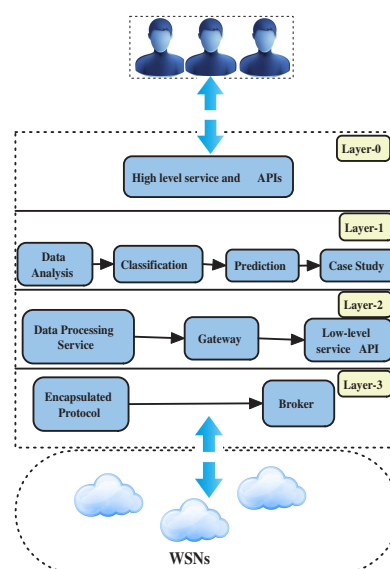 Layer-0
High level service and APIs
Layer-1
Data
Analysis
Classification
Prediction
Case Study
Layer-2
Data Processing
Service
Gateway
Low-level
service API
Layer-3
Encapsulated
Protocol
Broker
WSNs